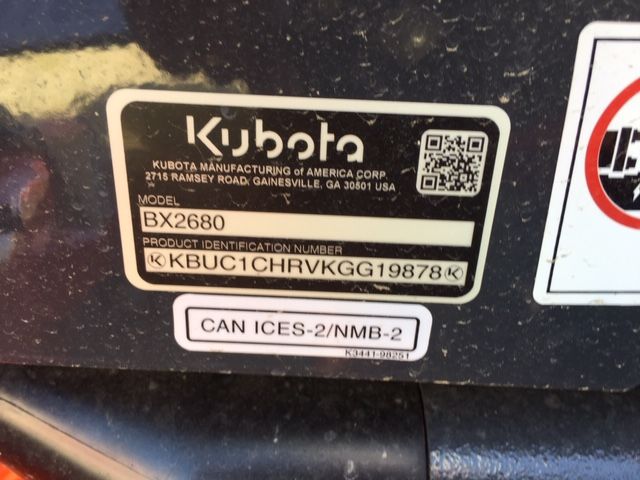 Kubota
KUBOTA MANUFACTURING of AMERICA CORP.
2715 RAMSEY ROAD, GAINESVILLE, GA 30501 USA
MODEL
BX2680
PRODUCT IDENTIFICATION NUMBER
KBUC1CHRVKGG19878
CAN ICES-2/NMB-2
K3441-98251